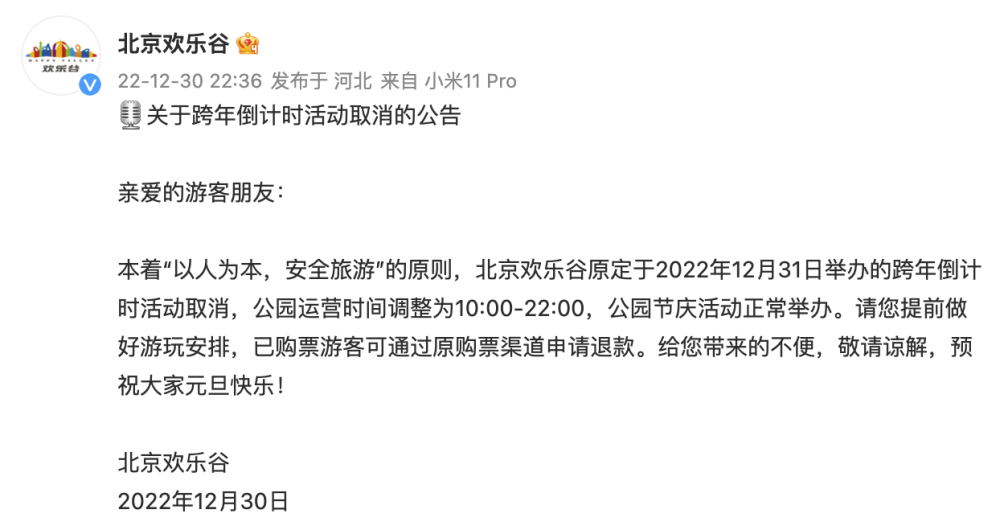 北京欢乐谷
22-12-30 22:36 发布于 河北 来自 小米11 Pro
关于跨年倒计时活动取消的公告
亲爱的游客朋友：
本着“以人为本，安全旅游”的原则，北京欢乐谷原定于2022年12月31日举办的跨年倒计
时活动取消，公园运营时间调整为10:00-22:00，公园节庆活动正常举办。请您提前做
好游玩安排，已购票游客可通过原购票渠道申请退款。给您带来的不便，敬请谅解，预
祝大家元旦快乐！
北京欢乐谷
2022年12月30日
HAPPY VALLEY
欢乐谷
V
4